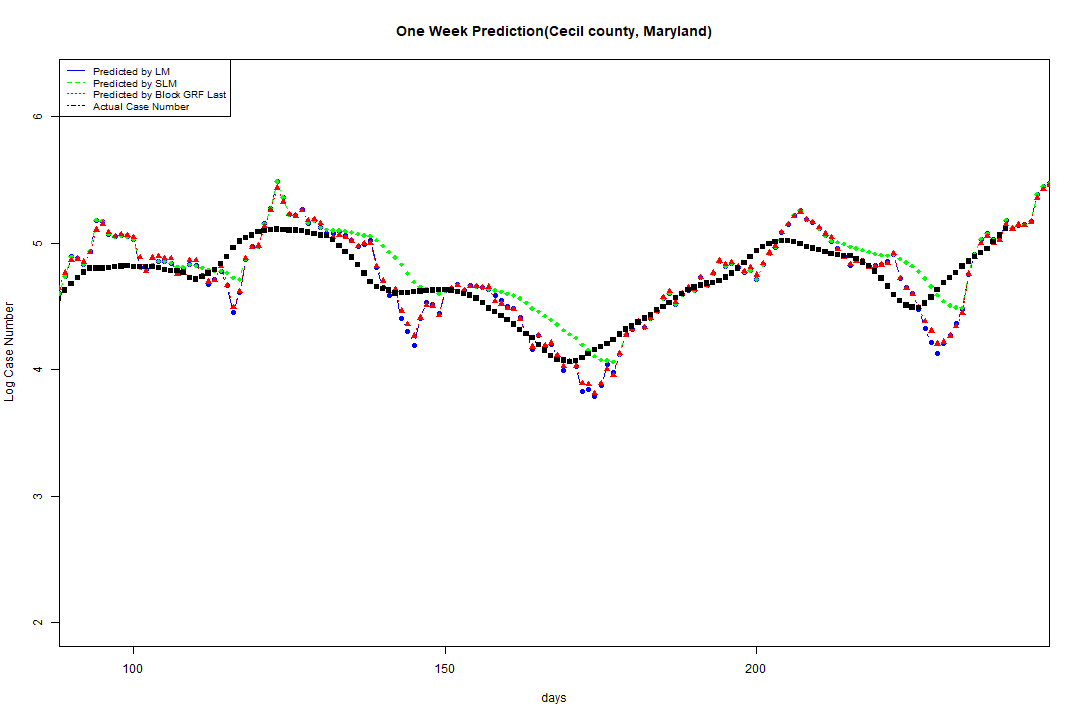 One Week Prediction(Cecil county, Maryland)
Predicted by LM
Predicted by SLM
Predicted by Block GRF Last
Actual Case Number
6
5
4
3
2
Log Case Number
100 150 200
days